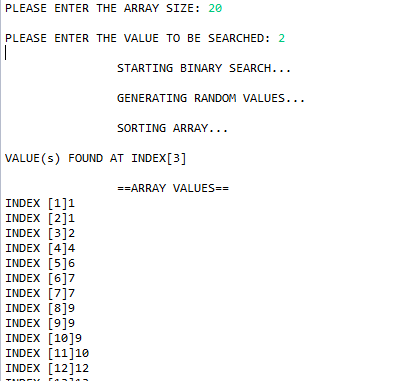 PLEASE ENTER THE ARRAY SIZE: 20
PLEASE ENTER THE VALUE TO BE SEARCHED: 2
STARTING BINARY SEARCH...
GENERATING RANDOM VALUES...
SORTING ARRAY...
VALUE(s) FOUND AT INDEX[3]
==ARRAY VALUES==
INDEX [1]1
INDEX [2]1
INDEX [3]2
INDEX [4]4
INDEX [5]6
INDEX [6]7
INDEX [7]7
INDEX [8]9
INDEX [9]9
INDEX [10]9
INDEX [11]10
INDEX [12]12